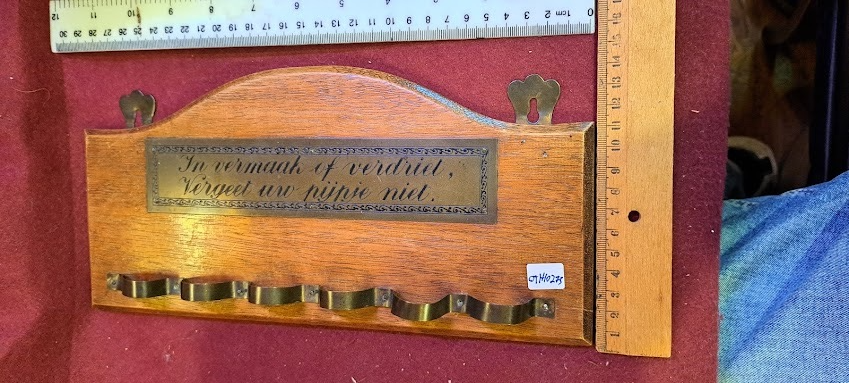 In vermaak of verdriet,
Vergeet uw pijpje niet.